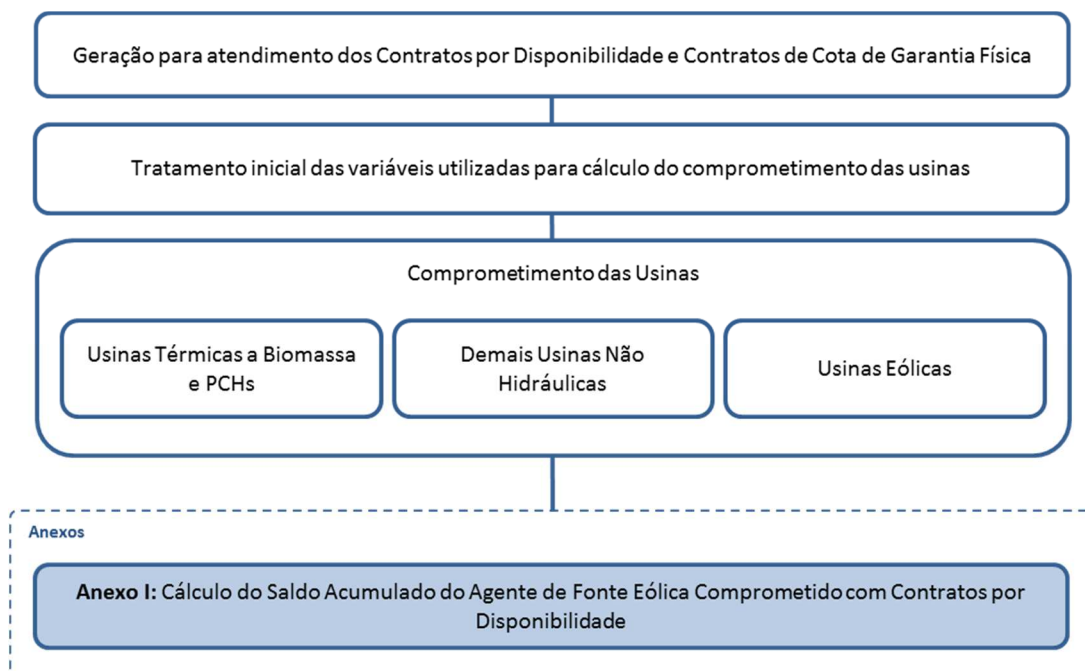 Geração para atendimento dos Contratos por Disponibilidade e Contratos de Cota de Garantia Física
Tratamento inicial das variáveis utilizadas para cálculo do comprometimento das usinas
Comprometimento das Usinas
Usinas Térmicas a Biomassa
e PCHs
Demais Usinas Não
Hidráulicas
Usinas Eólicas
Anexos
Anexo I: Cálculo do Saldo Acumulado do Agente de Fonte Eólica Comprometido com Contratos por
Disponibilidade